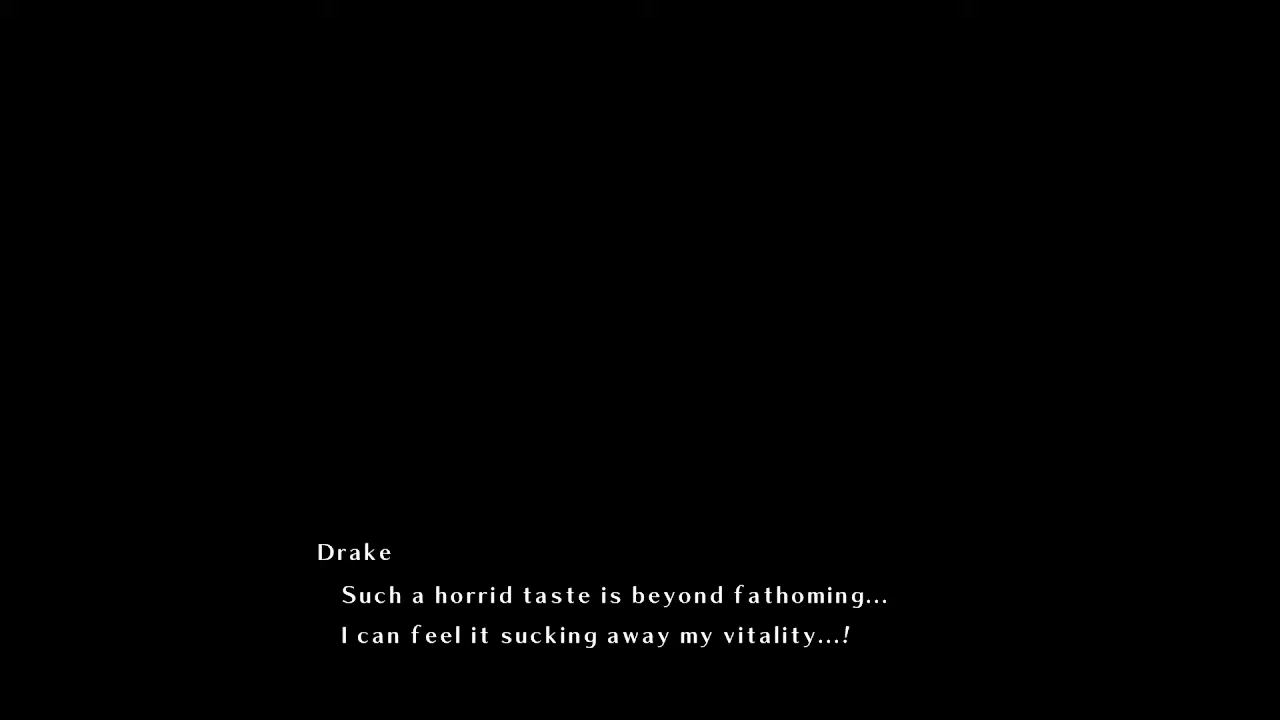 Drake
Such a horrid taste is beyond fathoming...
I can feel it sucking away my vitality...!